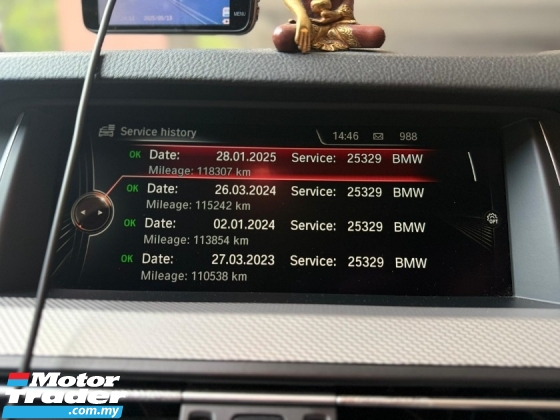 MENU
Service history
14:46
988
OK Date: 28.01.2025 Service: 25329 BMW
Mileage: 118307 km
OK Date: 26.03.2024 Service: 25329 BMW
Mileage: 115242 km
OK Date: 02.01.2024 Service: 25329 BMW
Mileage: 113854 km
OK Date: 27.03.2023 Service: 25329 BMW
Mileage: 110538 km
Motor
Trader
.com.my